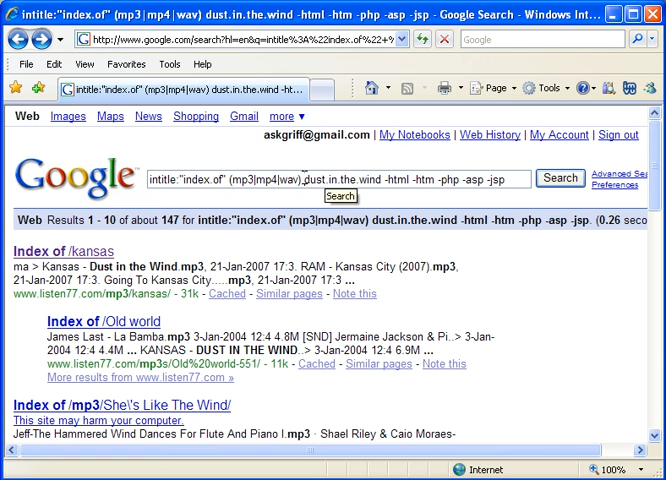 intitle:"index.of" (mp3|mp4|wav) dust.in.the.wind -html -htm -php -asp -jsp - Google Search - Windows Int
http://www.google.com/search?hl=en&q=intitle%3A%22index.of%22 +%
Google
File Edit View Favorites Tools Help
intitle:"index.of" (mp3|mp4|wav) dust.in.the.wind -ht...
Page Tools
Web Images Maps News Shopping Gmail more ▼
askgriff@gmail.com | My Notebooks | Web History | My Account | Sign out
Google
intitle:"index.of" (mp3|mp4|wav) dust.in.the.wind -html -htm -php -asp -jsp
Search
Advanced Sea
Preferences
Search
Web Results 1 - 10 of about 147 for intitle:"index.of" (mp3|mp4|wav) dust.in.the.wind -html -htm -php -asp -jsp. (0.26 seco
Index of /kansas
ma > Kansas - Dust in the Wind.mp3, 21-Jan-2007 17:3. RAM - Kansas City (2007).mp3,
21-Jan-2007 17:3. Going To Kansas City.....mp3, 21-Jan-2007 17:3 ...
www.listen77.com/mp3/kansas/ - 31k - Cached - Similar pages - Note this
Index of /Old world
James Last - La Bamba.mp3 3-Jan-2004 12:4 4.8M [SND] Jermaine Jackson & Pi..> 3-Jan-
2004 12:4 4.4M ... KANSAS - DUST IN THE WIND..> 3-Jan-2004 12:4 6.9M ...
www.listen77.com/mp3s/Old%20world-551/ - 11k - Cached - Similar pages - Note this
More results from www.listen77.com »
Index of /mp3/She\'s Like The Wind/
This site may harm your computer.
Jeff-The Hammered Wind Dances For Flute And Piano I.mp3 · Shael Riley & Caio Moraes-
Internet
100%